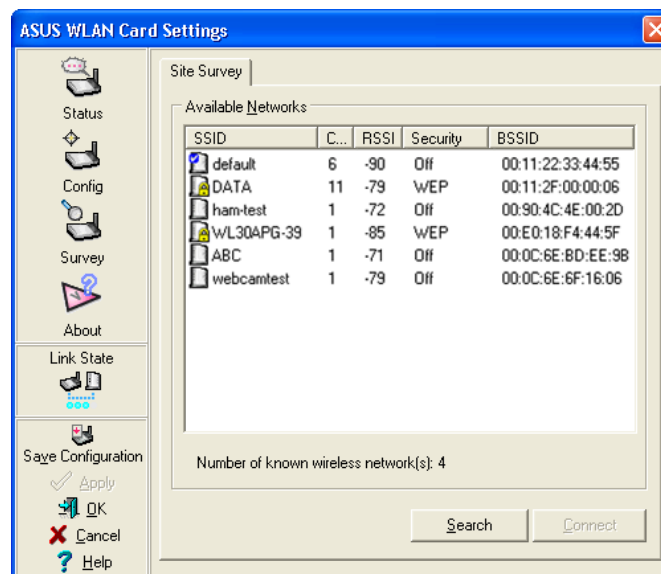 ASUS WLAN Card Settings
Status
Config
Survey
About
Link State
Save Configuration
Apply
OK
Cancel
Help
Site Survey
Available Networks
SSID C... RSSI Security BSSID
default 6 -90 Off 00:11:22:33:44:55
DATA 11 -79 WEP 00:11:2F:00:00:06
ham-test 1 -72 Off 00:90:4C:4E:00:2D
WL30APG-39 1 -85 WEP 00:E0:18:F4:44:5F
ABC 1 -71 Off 00:0C:6E:BD:EE:9B
webcamtest 1 -79 Off 00:0C:6E:6F:16:06
Number of known wireless network(s): 4
Search Connect